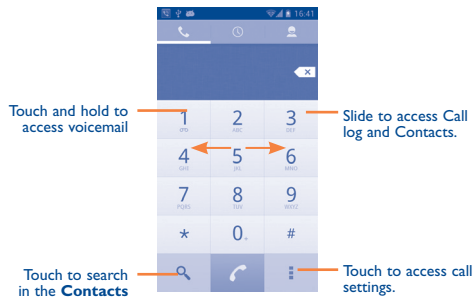 16:41
Touch and hold to
access voicemail
1 2 3
ABC DEF
Slide to access Call
log and Contacts.
4 5 6
GHI JKL MNO
7 8 9
PQRS TUV WXYZ
* 0 #
+
Touch to search
in the Contacts
Touch to access call
settings.